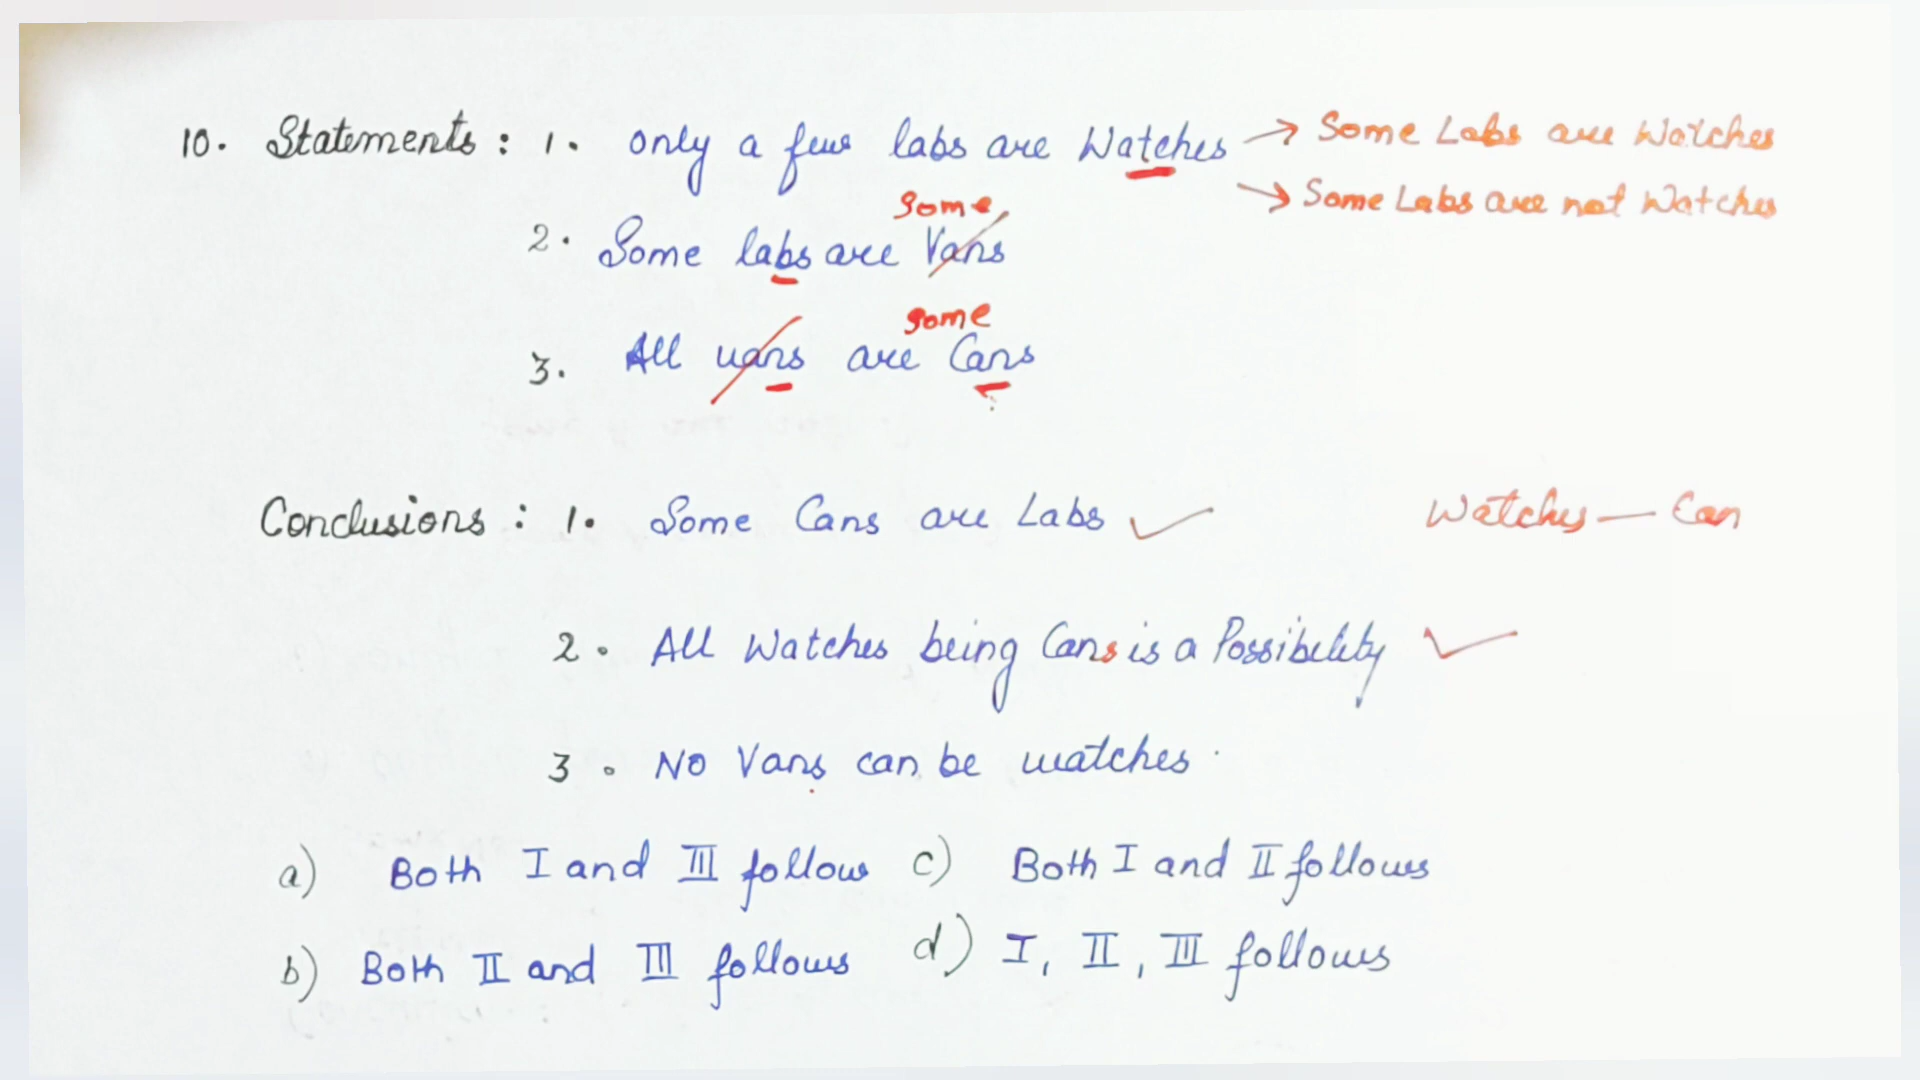 10. Statements : 1. only a few labs are Watches → Some Labs are Watches
→ Some Labs are not Watches
some
2. Some labs are Vans
some
3. All vans are Cans
Conclusions : 1. Some Cans are Labs ✓ Watches — Can
2. All Watches being Cans is a Possibility ✓
3. No Vans can be watches.
a) Both I and III follow c) Both I and II follows
b) Both II and III follows d) I, II, III follows